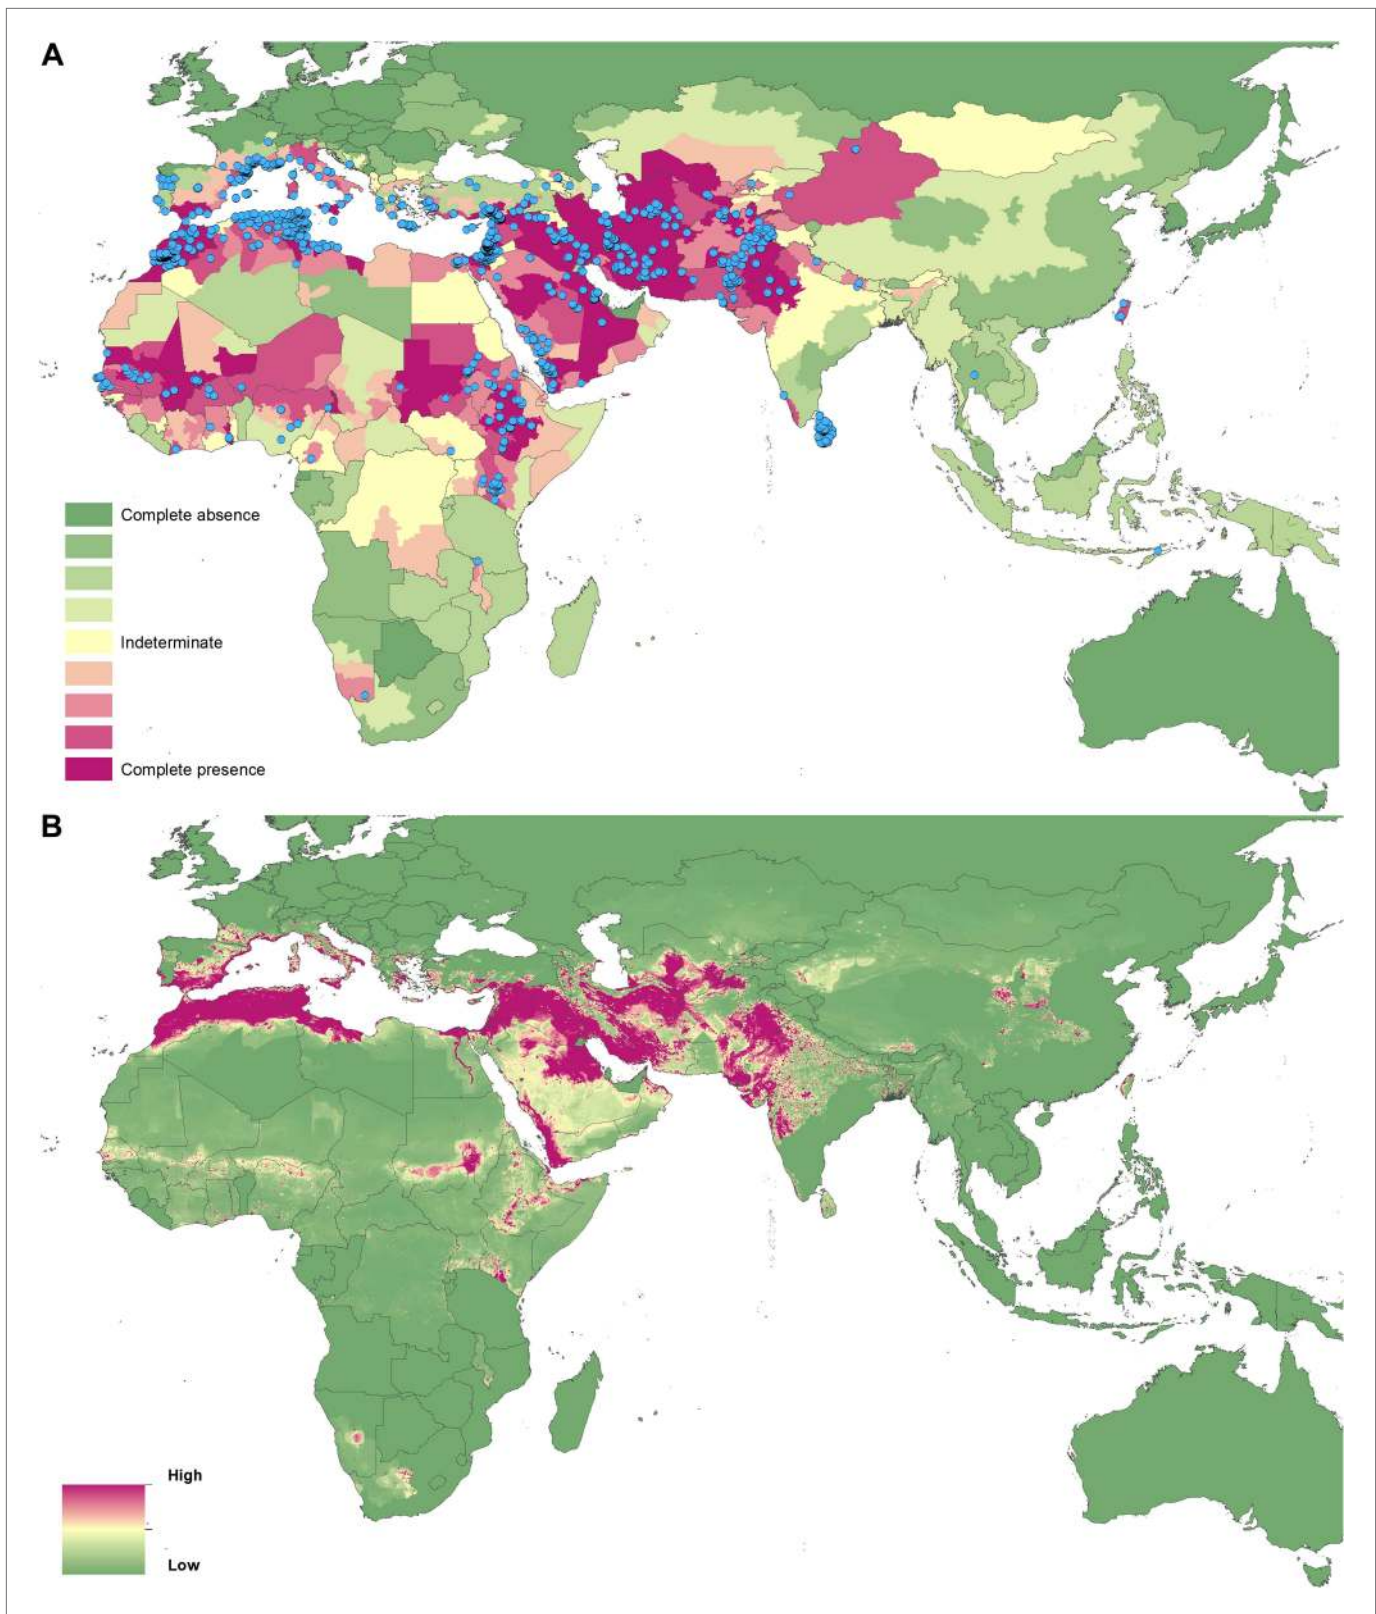 A
Complete absence
Indeterminate
Complete presence
B
High
Low